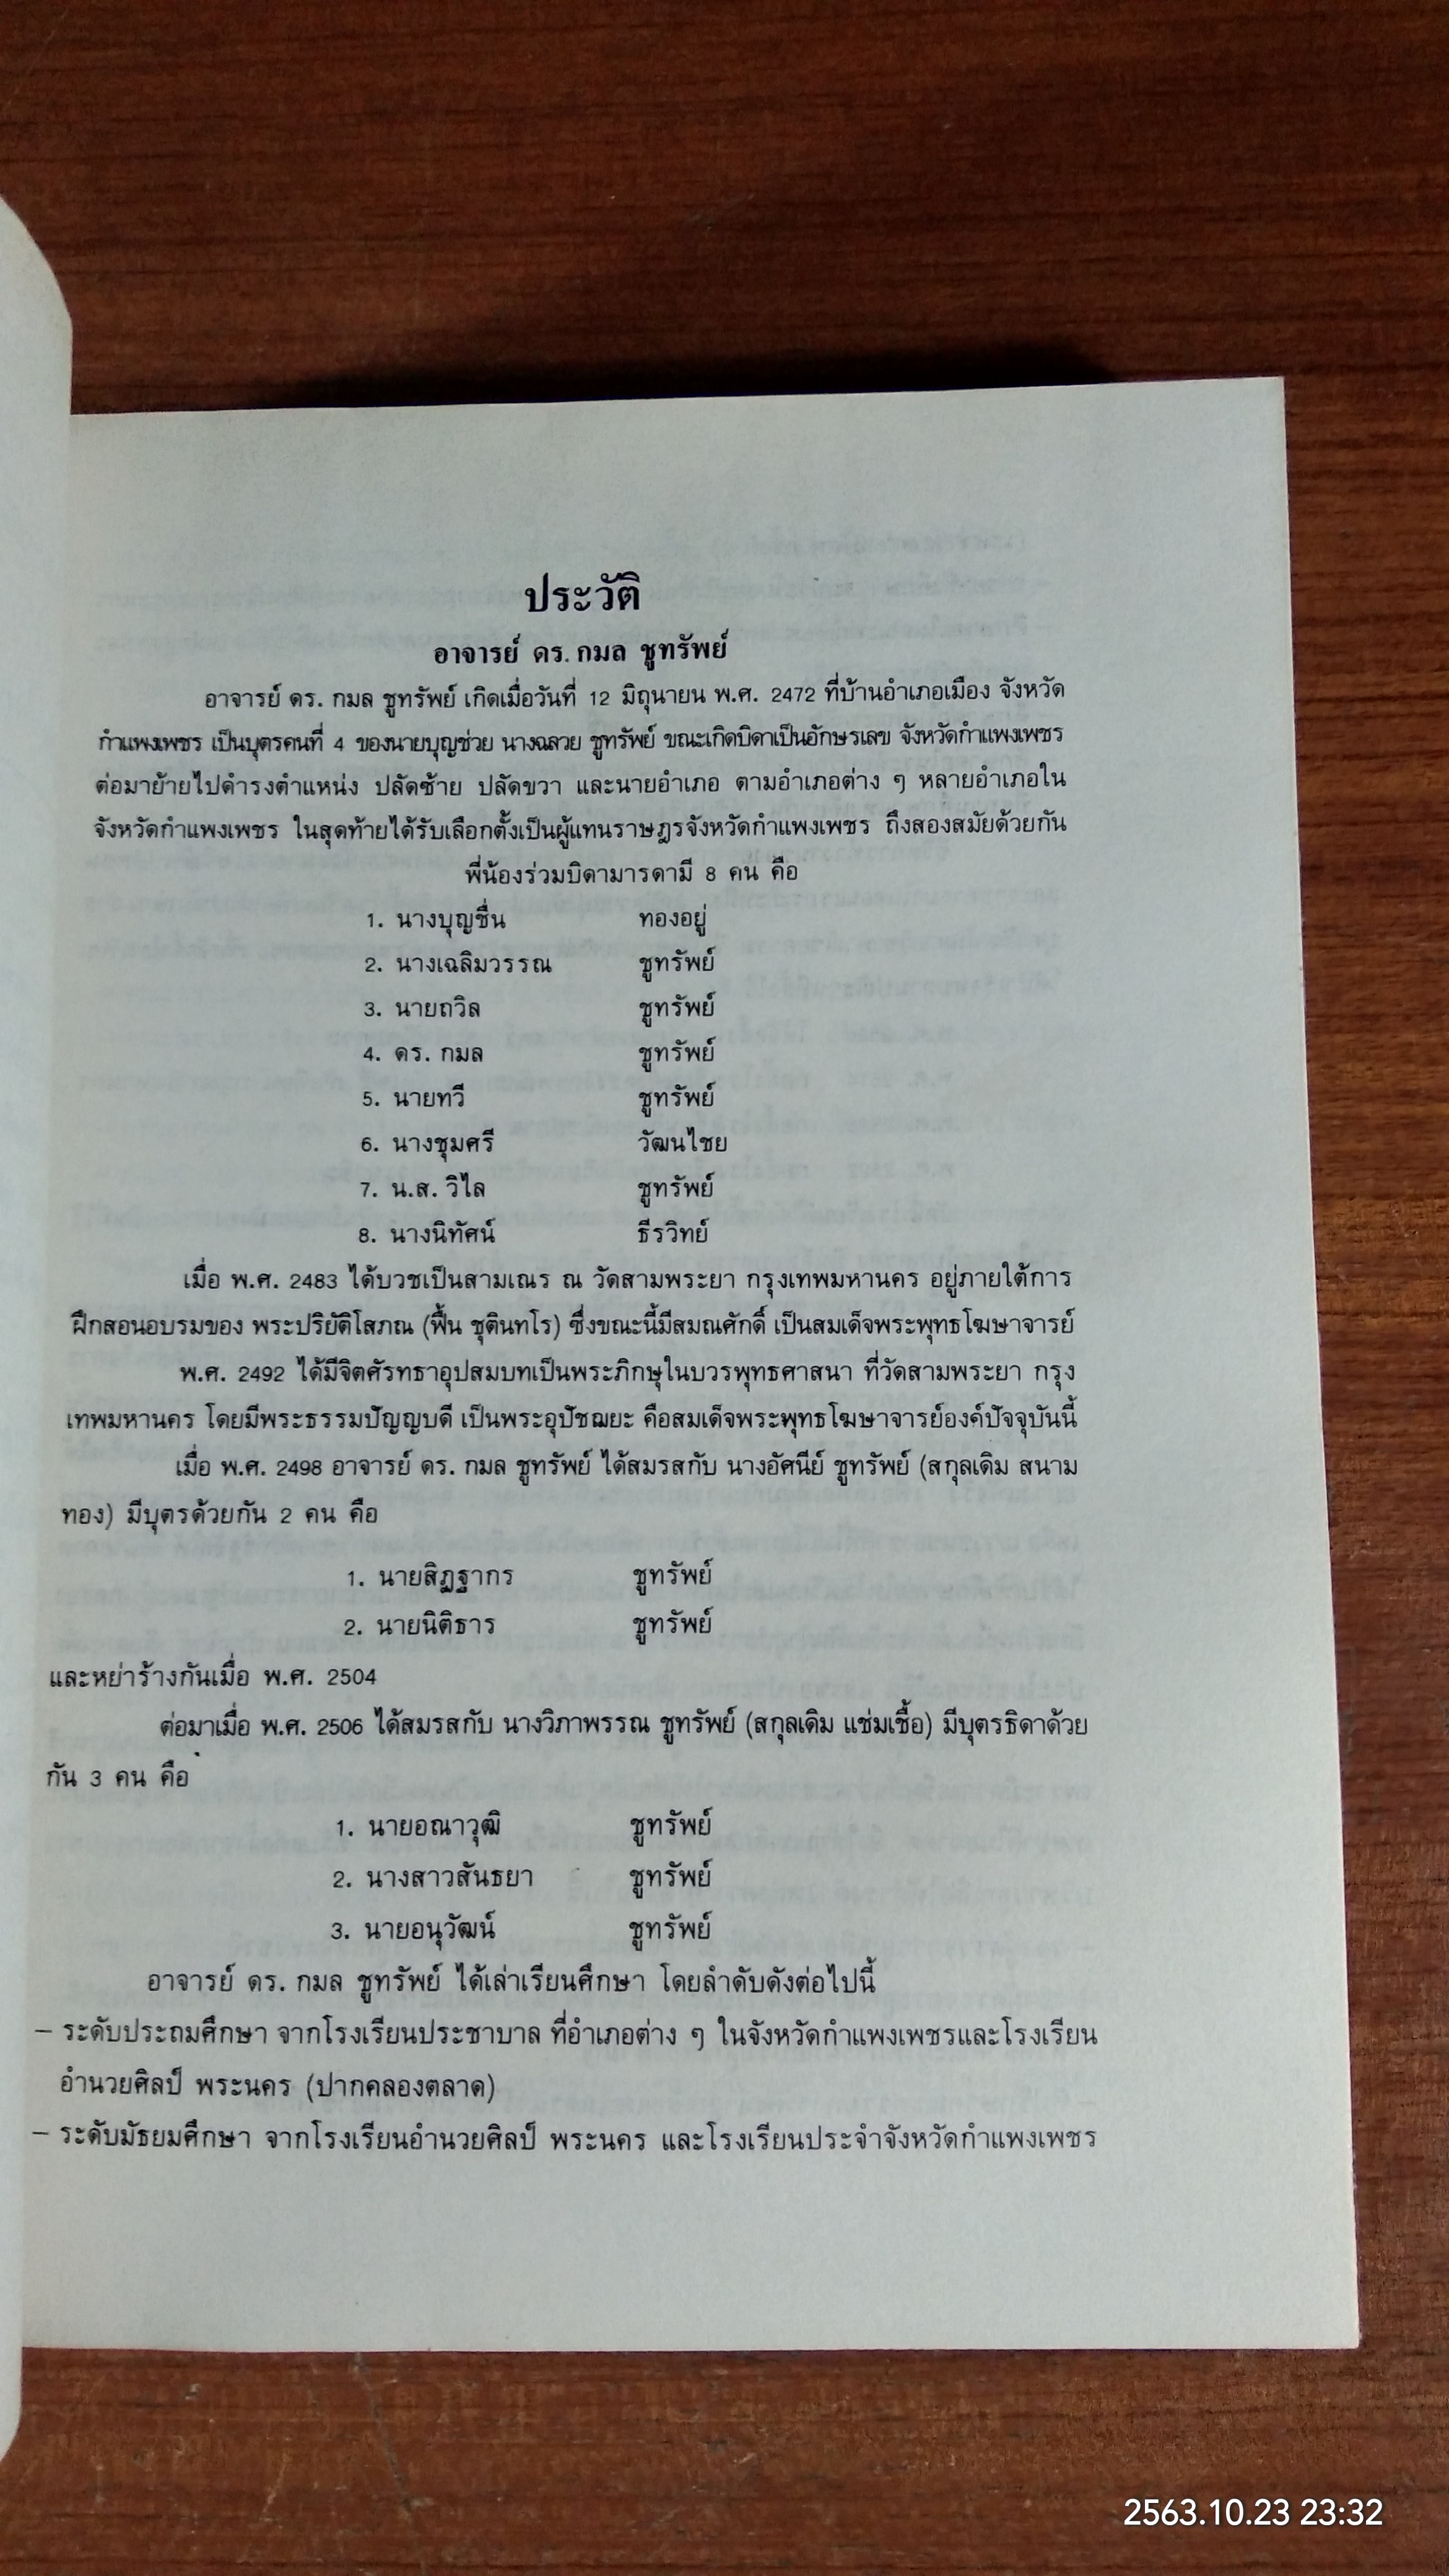 ประวัติ
อาจารย์ ดร. กมล ชูทรัพย์
อาจารย์ ดร. กมล ชูทรัพย์ เกิดเมื่อวันที่ 12 มิถุนายน พ.ศ. 2472 ที่บ้านอำเภอเมือง จังหวัด
กำแพงเพชร เป็นบุตรคนที่ 4 ของนายบุญช่วย นางฉลวย ชูทรัพย์ ขณะเกิดบิดาเป็นอักษรเลข จังหวัดกำแพงเพชร
ต่อมาย้ายไปดำรงตำแหน่ง ปลัดซ้าย ปลัดขวา และนายอำเภอ ตามอำเภอต่าง ๆ หลายอำเภอใน
จังหวัดกำแพงเพชร ในสุดท้ายได้รับเลือกตั้งเป็นผู้แทนราษฎรจังหวัดกำแพงเพชร ถึงสองสมัยด้วยกัน
พี่น้องร่วมบิดามารดามี 8 คน คือ
1. นางบุญชื่น ทองอยู่
2. นางเฉลิมวรรณ ชูทรัพย์
3. นายถวิล ชูทรัพย์
4. ดร. กมล ชูทรัพย์
5. นายทวี ชูทรัพย์
6. นางชุมศรี วัฒนไชย
7. น.ส. วิไล ชูทรัพย์
8. นางนิทัศน์ ธีรวิทย์
เมื่อ พ.ศ. 2483 ได้บวชเป็นสามเณร ณ วัดสามพระยา กรุงเทพมหานคร อยู่ภายใต้การ
ฝึกสอนอบรมของ พระปริยัติโสภณ (ฟื้น ชุตินทโร) ซึ่งขณะนี้มีสมณศักดิ์ เป็นสมเด็จพระพุทธโฆษาจารย์
พ.ศ. 2492 ได้มีจิตศัรทธาอุปสมบทเป็นพระภิกษุในบวรพุทธศาสนา ที่วัดสามพระยา กรุง
เทพมหานคร โดยมีพระธรรมปัญญบดี เป็นพระอุปัชฌยะ คือสมเด็จพระพุทธโฆษาจารย์องค์ปัจจุบันนี้
เมื่อ พ.ศ. 2498 อาจารย์ ดร. กมล ชูทรัพย์ ได้สมรสกับ นางอัศนีย์ ชูทรัพย์ (สกุลเดิม สนาม
ทอง) มีบุตรด้วยกัน 2 คน คือ
1. นายสิฏฐากร ชูทรัพย์
2. นายนิติธาร ชูทรัพย์
และหย่าร้างกันเมื่อ พ.ศ. 2504
ต่อมาเมื่อ พ.ศ. 2506 ได้สมรสกับ นางวิภาพรรณ ชูทรัพย์ (สกุลเดิม แช่มเชื้อ) มีบุตรธิดาด้วย
กัน 3 คน คือ
1. นายอณาวุฒิ ชูทรัพย์
2. นางสาวสันธยา ชูทรัพย์
3. นายอนุวัฒน์ ชูทรัพย์
อาจารย์ ดร. กมล ชูทรัพย์ ได้เล่าเรียนศึกษา โดยลำดับดังต่อไปนี้
– ระดับประถมศึกษา จากโรงเรียนประชาบาล ที่อำเภอต่าง ๆ ในจังหวัดกำแพงเพชรและโรงเรียน
อำนวยศิลป์ พระนคร (ปากคลองตลาด)
– ระดับมัธยมศึกษา จากโรงเรียนอำนวยศิลป์ พระนคร และโรงเรียนประจำจังหวัดกำแพงเพชร
2563.10.23 23:32